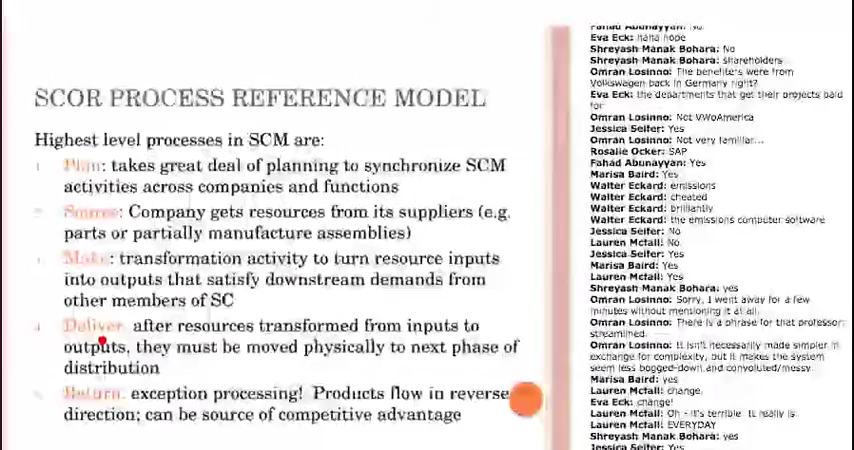 SCOR PROCESS REFERENCE MODEL
Highest level processes in SCM are:
Plan: takes great deal of planning to synchronize SCM
activities across companies and functions
Source: Company gets resources from its suppliers (e.g.
parts or partially manufacture assemblies)
Make: transformation activity to turn resource inputs
into outputs that satisfy downstream demands from
other members of SC
Deliver: after resources transformed from inputs to
outputs, they must be moved physically to next phase of
distribution
Return: exception processing! Products flow in reverse
direction; can be source of competitive advantage
Fahad Abunayyan: No
Eva Eck: haha nope
Shreyash Manak Bohara: No
Shreyash Manak Bohara: shareholders
Omran Losinno: The benefiters were from
Volkswagen back in Germany right?
Eva Eck: the departments that get their projects paid
for
Omran Losinno: Not VWoAmerica
Jessica Seifer: Yes
Omran Losinno: Not very familiar...
Rosalie Ocker: SAP
Fahad Abunayyan: Yes
Marisa Baird: Yes
Walter Eckard: emissions
Walter Eckard: cheated
Walter Eckard: brilliantly
Walter Eckard: the emissions computer software
Jessica Seifer: No
Lauren Mcfall: No
Jessica Seifer: Yes
Marisa Baird: Yes
Lauren Mcfall: Yes
Shreyash Manak Bohara: yes
Omran Losinno: Sorry, I went away for a few
minutes without mentioning it at all.
Omran Losinno: There is a phrase for that professor:
streamlined.
Omran Losinno: It isn't necessarily made simpler in
exchange for complexity, but it makes the system
seem less bogged-down and convoluted/messy.
Marisa Baird: yes
Lauren Mcfall: change
Eva Eck: change!
Lauren Mcfall: Oh - it's terrible It really is
Lauren Mcfall: EVERYDAY
Shreyash Manak Bohara: yes
Jessica Seifer: Yes